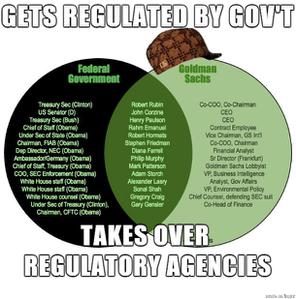 GETS REGULATED BY GOV'T
Federal
Government
Goldman
Sachs
Treasury Sec (Clinton)
US Senator (D)
Treasury Sec (Bush)
Chief of Staff (Obama)
Under Sec of State (Obama)
Chairman, FIAB (Obama)
Dep Director, NEC (Obama)
Ambassador/Germany (Obama)
Chief of Staff, Treasury (Obama)
COO, SEC Enforcement (Obama)
White House staff (Obama)
White House staff (Obama)
White House counsel (Obama)
Under Sec of Treasury (Clinton),
Chairman, CFTC (Obama)
Robert Rubin
John Corzine
Henry Paulson
Rahm Emanuel
Robert Hormats
Stephen Friedman
Diana Farrell
Philip Murphy
Mark Patterson
Adam Storch
Alexander Lasry
Sonal Shah
Gregory Craig
Gary Gensler
Co-COO, Co-Chairman
CEO
CEO
Contract Employee
Vice Chairman, GS Int'l
Co-COO, Chairman
Financial Analyst
Sr Director (Frankfurt)
Goldman Sachs Lobbyist
VP, Business Intelligence
Analyst, Gov Affairs
VP, Environmental Policy
Chief Counsel, defending SEC suit
Co-Head of Finance
TAKES OVER
REGULATORY AGENCIES